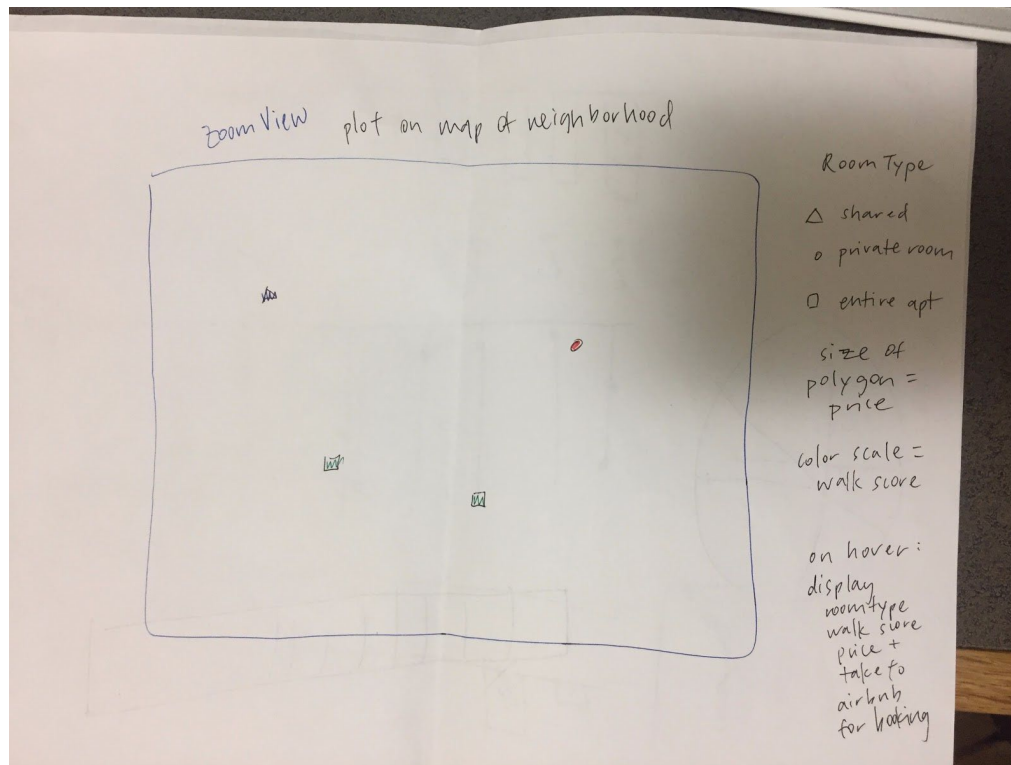 Zoom View plot on map of neighborhood
Room Type
shared
private room
entire apt
size of
polygon =
price
color scale =
walk score
on hover:
display
roomtype
walk score
price +
take to
airbnb
for booking